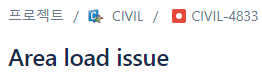 프로젝트 / CIVIL / CIVIL-4833
Area load issue